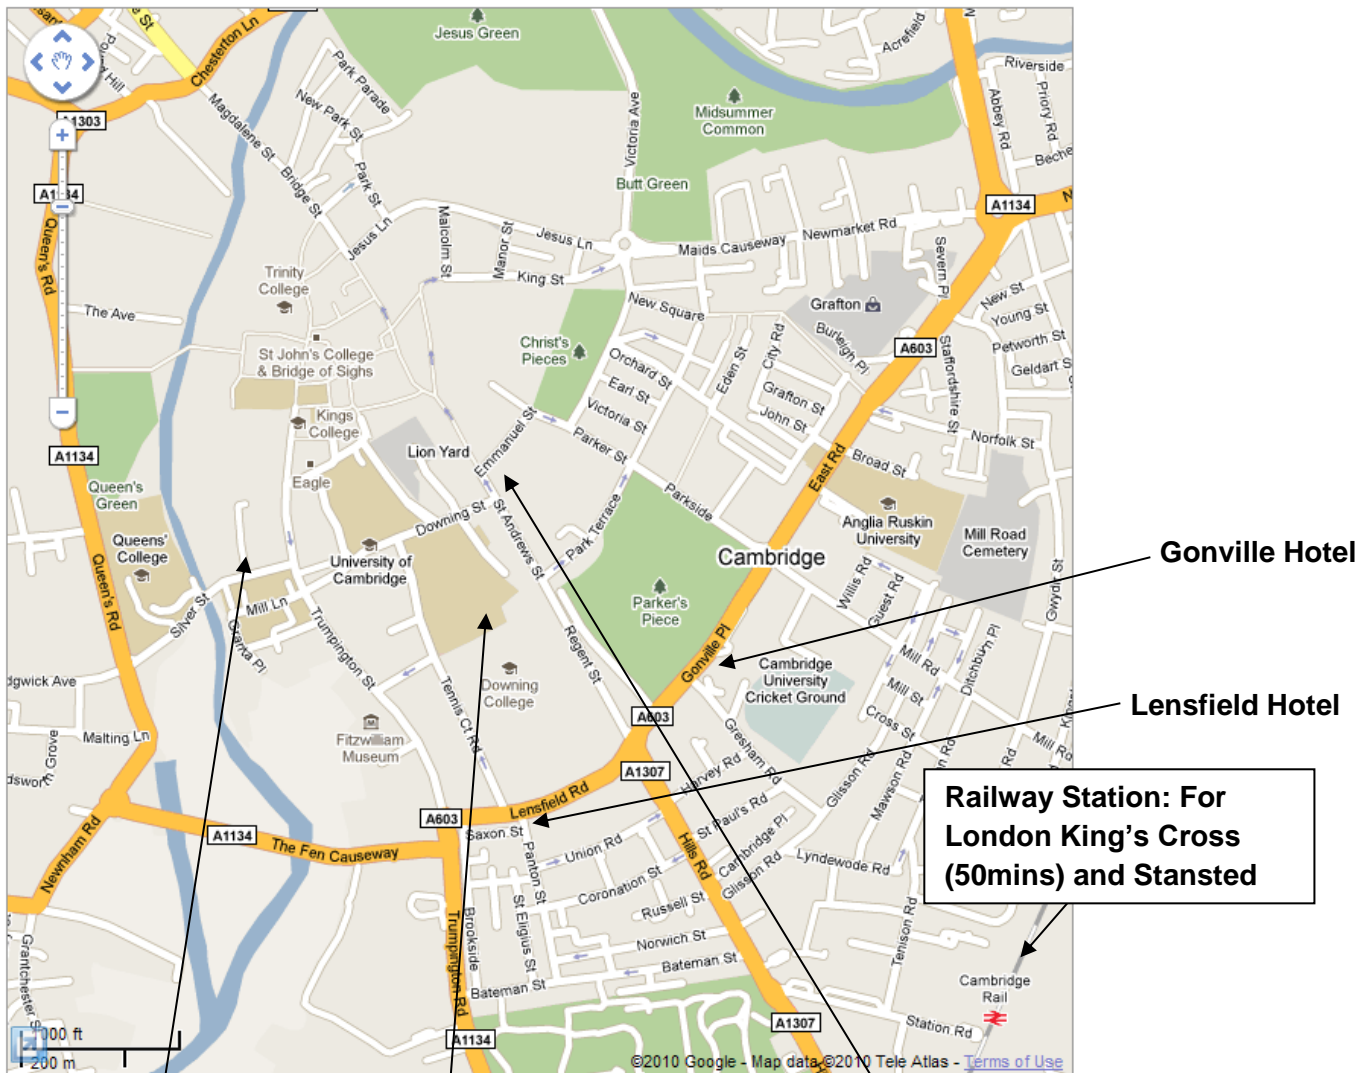 Jesus Green
Acrefield
Riverside
Chesterton Ln
Park Parade
New Park St
Magdalene St
Bridge St
Park St
Victoria Ave
Midsummer
Common
Abbey Rd
Priory Rd
A1303
Butt Green
A1134
Queen's Rd
Jesus Ln
Malcolm St
Manor St
Jesus Ln
Maids Causeway
Newmarket Rd
Severn Pl
King St
Trinity
College
The Ave
New Square
Grafton
New St
Young St
Petworth St
Christ's
Pieces
Orchard St
Eden St
City Rd
Burleigh Pl
A603
Staffordshire St
St John's College
& Bridge of Sighs
Earl St
Grafton St
Victoria St
John St
Kings
College
Emmanuel St
Parker St
Norfolk St
Lion Yard
A1134
Eagle
Broad St
East Rd
Queen's
Green
Parkside
Downing St
St Andrews St
Park Terrace
Anglia Ruskin
University
Mill Road
Cemetery
Queens'
College
University of
Cambridge
Cambridge
Gonville Hotel
Queen's Rd
Silver St
Mill Ln
Granta Pl
Trumpington St
Parker's
Piece
Willis Rd
Guest Rd
Gwydir St
Regent St
Gonville Pl
Ditchburn Pl
Mill Rd
Downing
College
Cambridge
University
Cricket Ground
Mill St
Tennis Ct Rd
Cross St
Lensfield Hotel
Malting Ln
Fitzwilliam
Museum
A603
Gresham Rd
Mill Rd
A1307
Harvey Rd
Glisson Rd
Mawson Rd
Railway Station: For
London King's Cross
(50mins) and Stansted
Lensfield Rd
A603
Saxon St
St Paul's Rd
A1134
The Fen Causeway
Newnham Rd
Panton St
Union Rd
Hills Rd
Cambridge Pl
Glisson Rd
Lyndewode Rd
Coronation St
Russell St
St Eligius St
Brookside
Trumpington Rd
Norwich St
Tenison Rd
Bateman St
Bateman St
Grantchester S
Cambridge
Rail
Station Rd
A1307
A1134
200 m
©2010 Google - Map data ©2010 Tele Atlas - Terms of Use